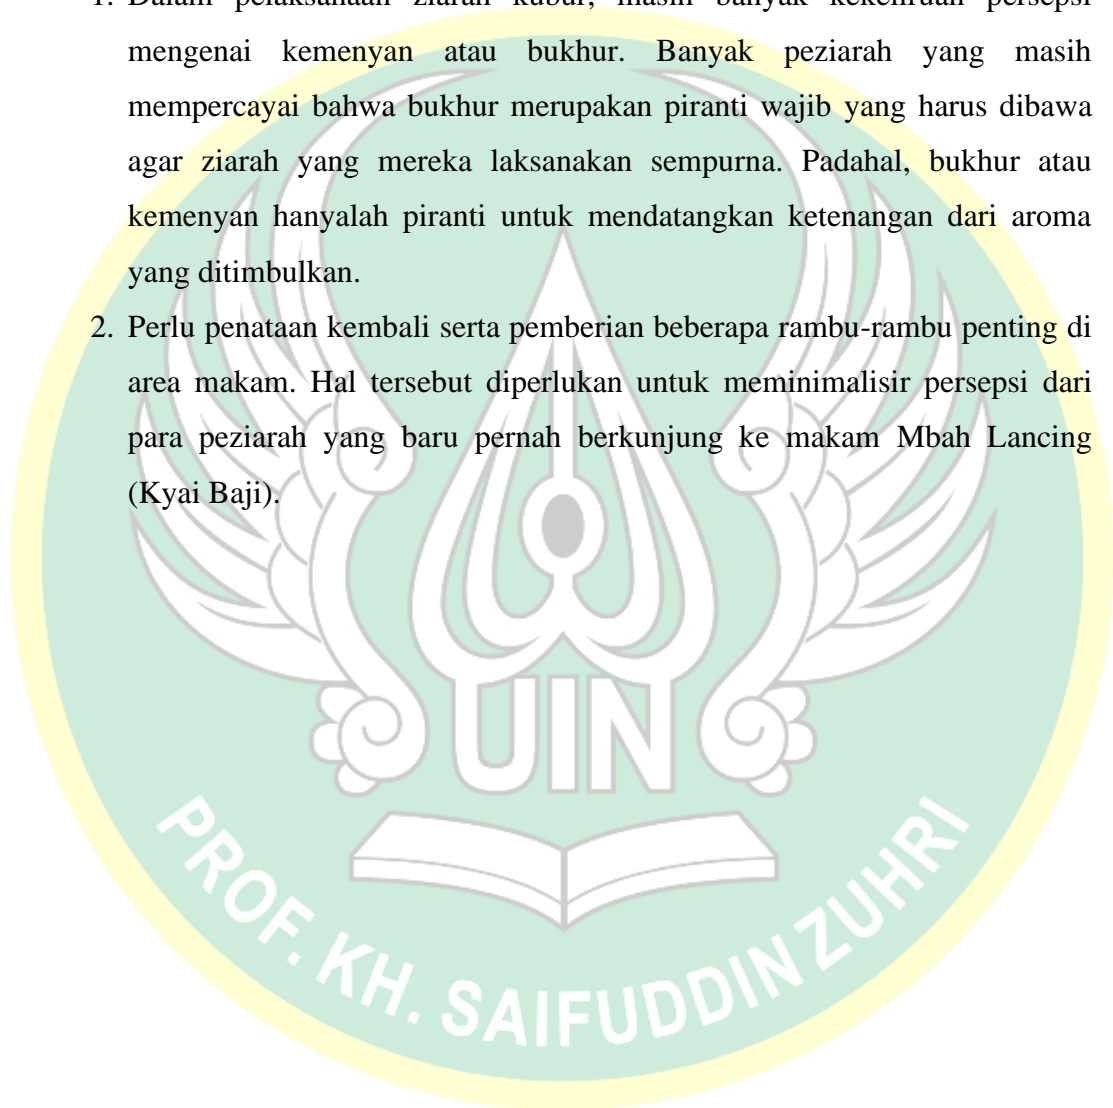 1. Dalam pelaksanaan ziarah kubur, masih banyak kekeliruan persepsi
mengenai kemenyan atau bukhur. Banyak peziarah yang masih
mempercayai bahwa bukhur merupakan piranti wajib yang harus dibawa
agar ziarah yang mereka laksanakan sempurna. Padahal, bukhur atau
kemenyan hanyalah piranti untuk mendatangkan ketenangan dari aroma
yang ditimbulkan.
2. Perlu penataan kembali serta pemberian beberapa rambu-rambu penting di
area makam. Hal tersebut diperlukan untuk meminimalisir persepsi dari
para peziarah yang baru pernah berkunjung ke makam Mbah Lancing
(Kyai Baji).
UIN
PROF. KH. SAIFUDDIN ZUHRI